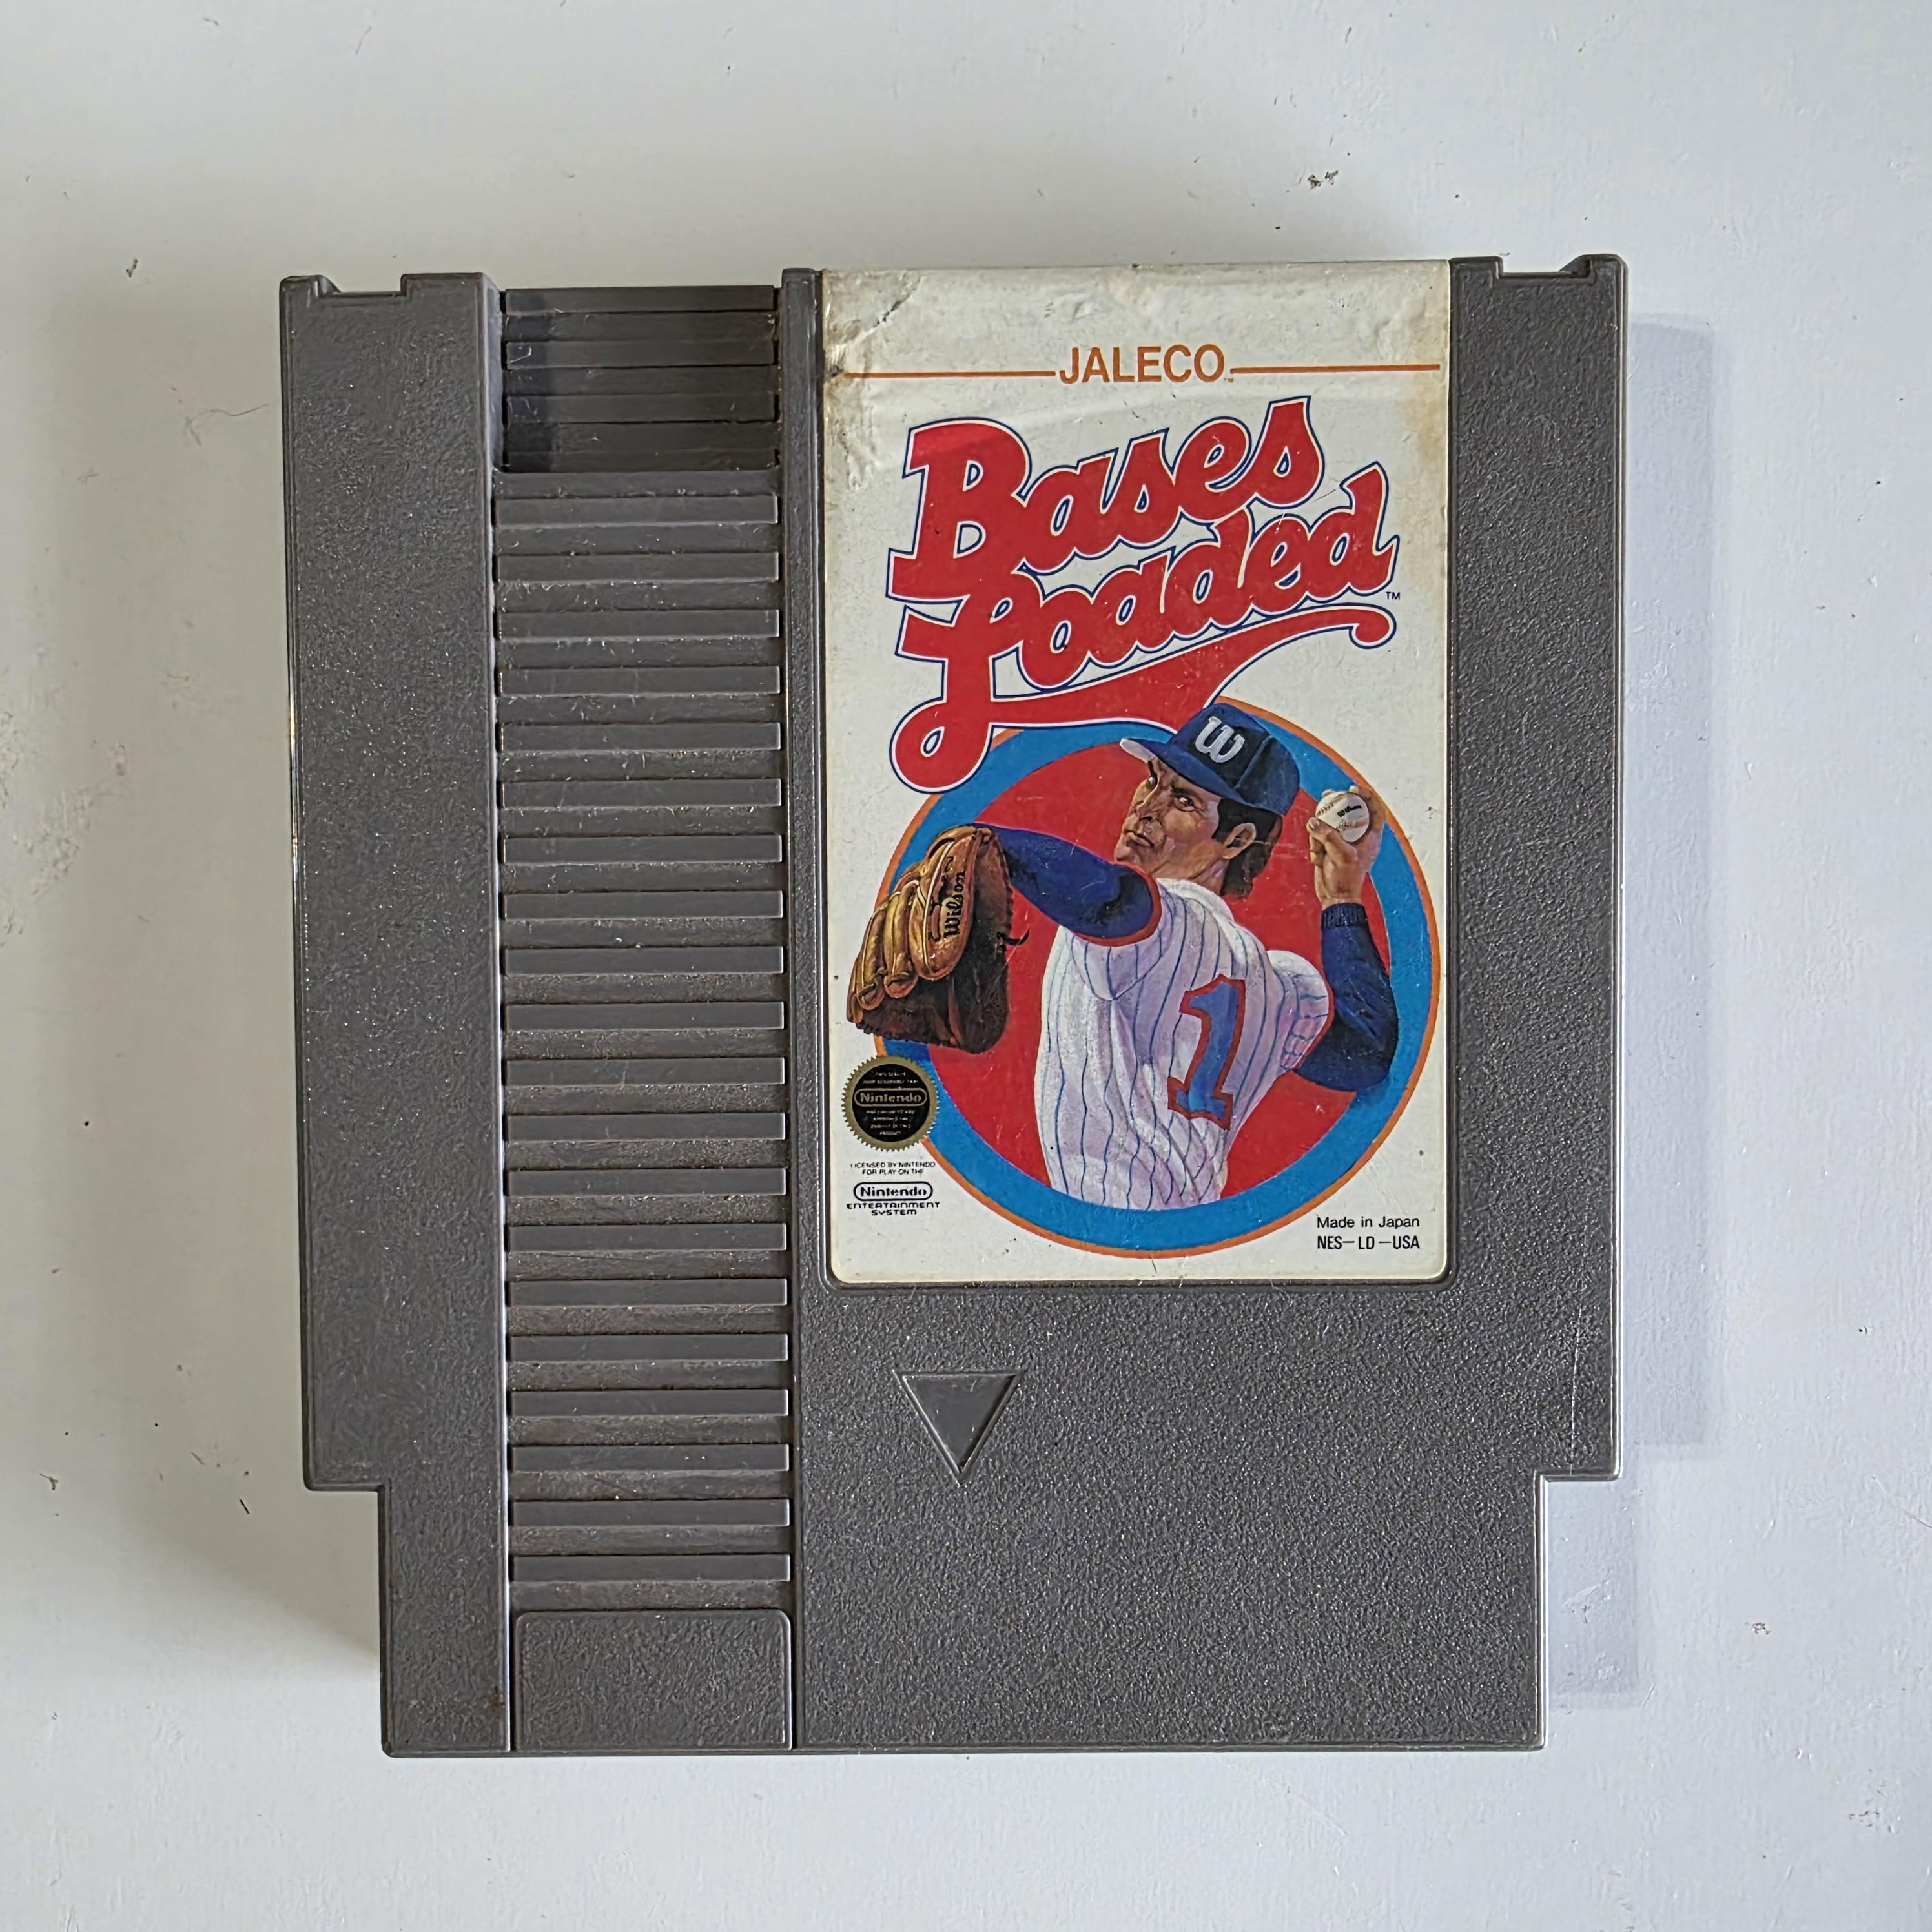 JALECO
Bases
Loaded
TM
W
Wilson
Wilson
1
Nintendo
LICENSED BY NINTENDO
FOR PLAY ON THE
Nintendo
ENTERTAINMENT
SYSTEM
Made in Japan
NES-LD-USA